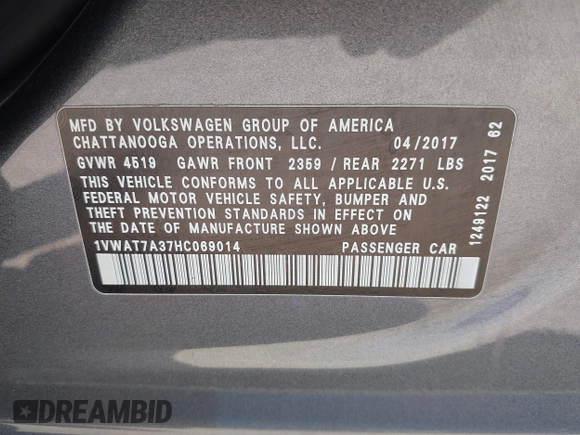 MFD BY VOLKSWAGEN GROUP OF AMERICA
CHATTANOOGA OPERATIONS, LLC. 04/2017
GVWR 4519 GAWR FRONT 2359 / REAR 2271 LBS
THIS VEHICLE CONFORMS TO ALL APPLICABLE U.S.
FEDERAL MOTOR VEHICLE SAFETY, BUMPER AND
THEFT PREVENTION STANDARDS IN EFFECT ON
THE DATE OF MANUFACTURE SHOWN ABOVE
1VWAT7A37HC069014 PASSENGER CAR
1249122 2017 62
DREAMBID